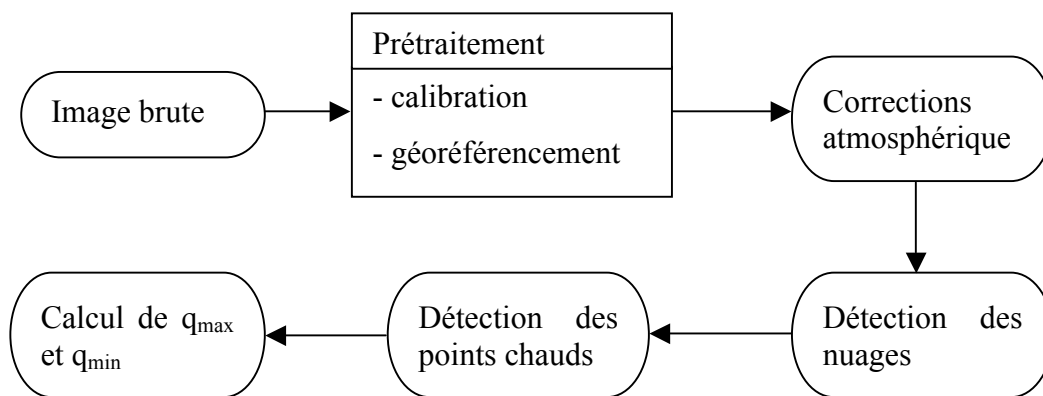 Image brute
Prétraitement
- calibration
- géoréférencement
Corrections
atmosphérique
Détection des
nuages
Détection des
points chauds
Calcul de qmax
et qmin